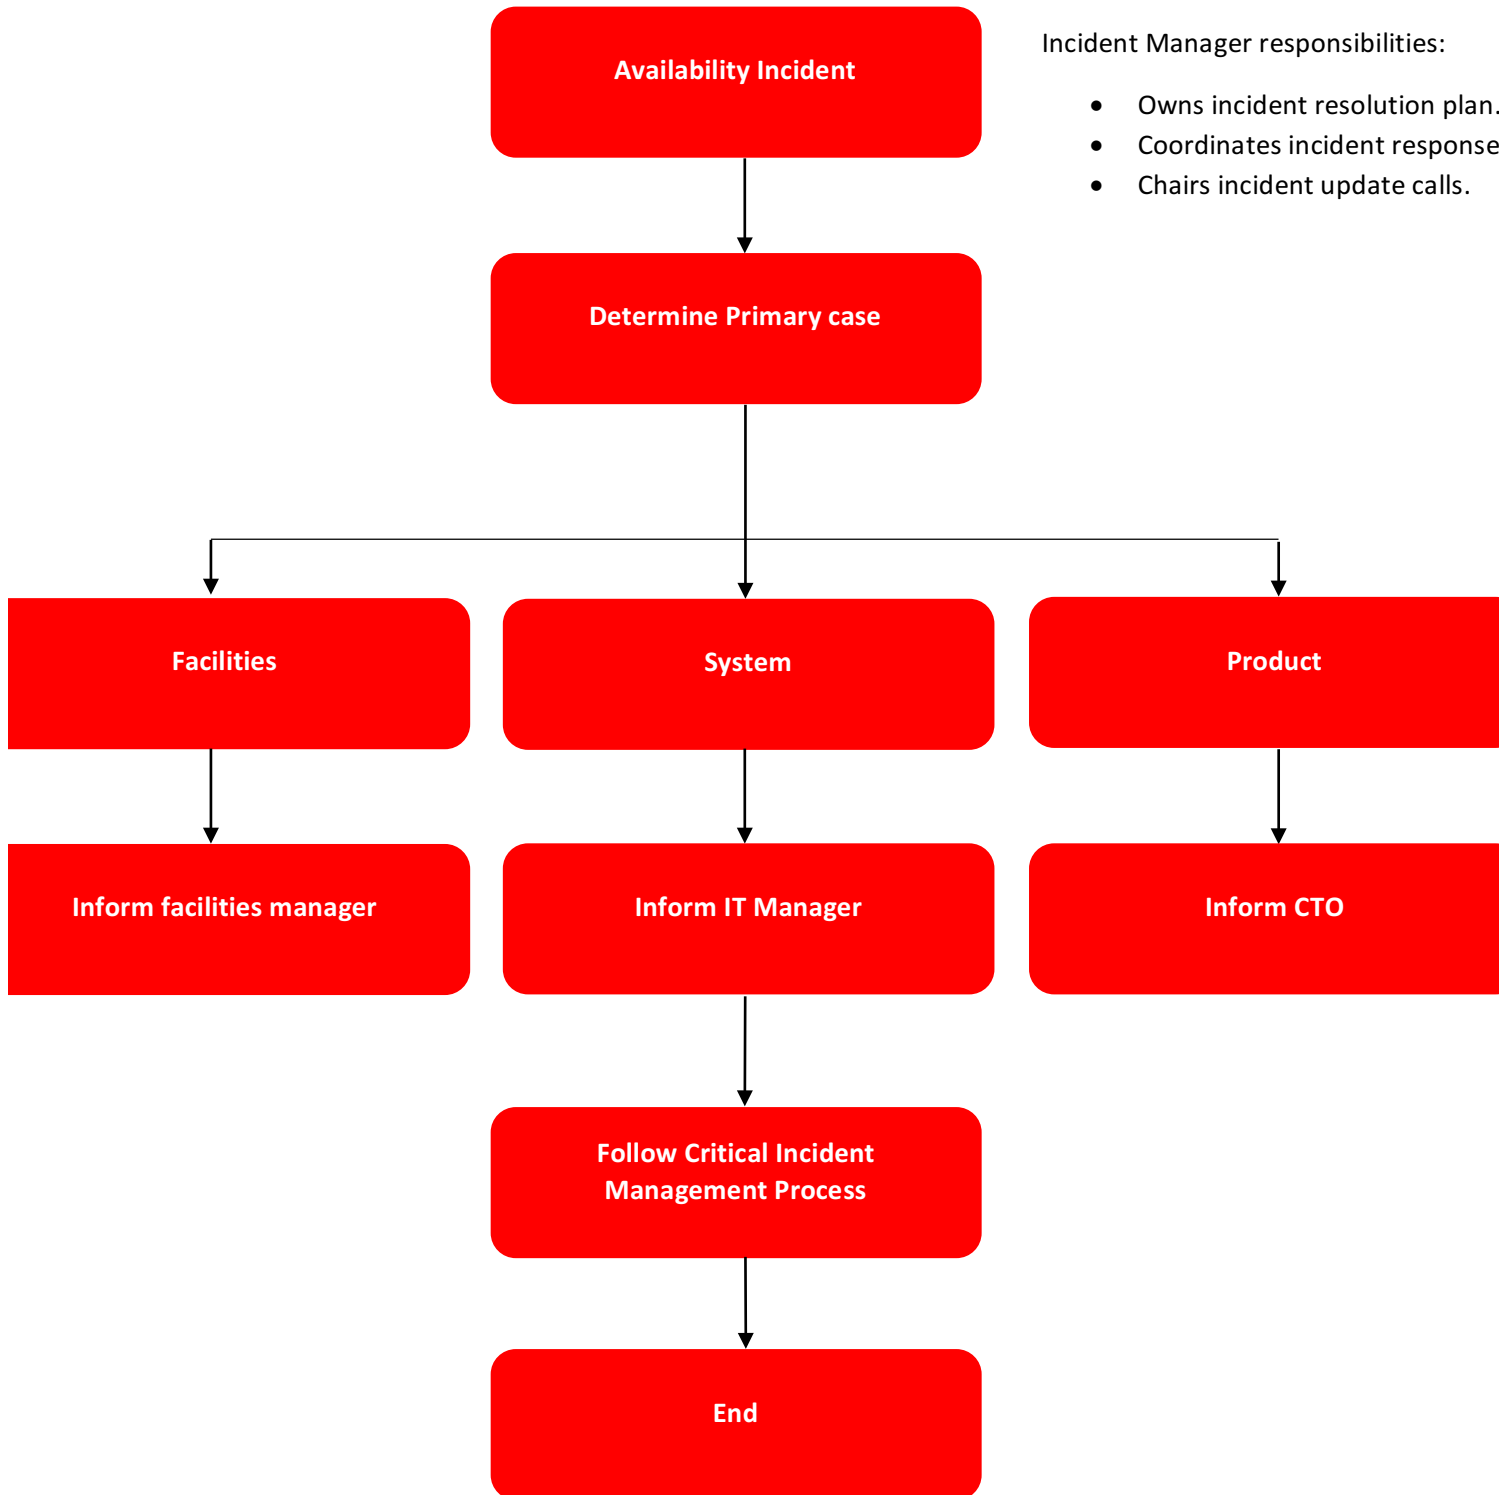 Availability Incident
Incident Manager responsibilities:
• Owns incident resolution plan.
• Coordinates incident response
• Chairs incident update calls.
Determine Primary case
Facilities
System
Product
Inform facilities manager
Inform IT Manager
Inform CTO
Follow Critical Incident
Management Process
End